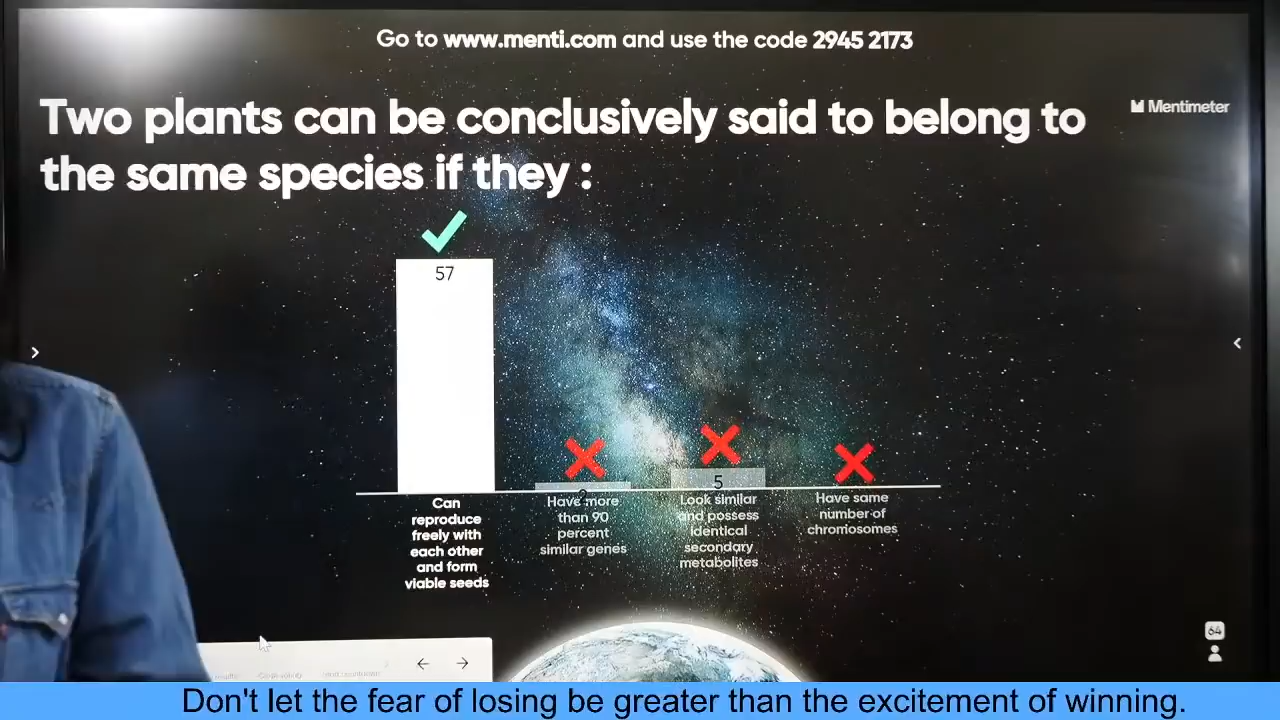 Go to www.menti.com and use the code 2945 2173
Mentimeter
Two plants can be conclusively said to belong to
the same species if they :
57
5
Can
reproduce
freely with
each other
and form
viable seeds
Have more
than 90
percent
similar genes
Look similar
and possess
identical
secondary
metabolites
Have same
number of
chromosomes
64
Don't let the fear of losing be greater than the excitement of winning.